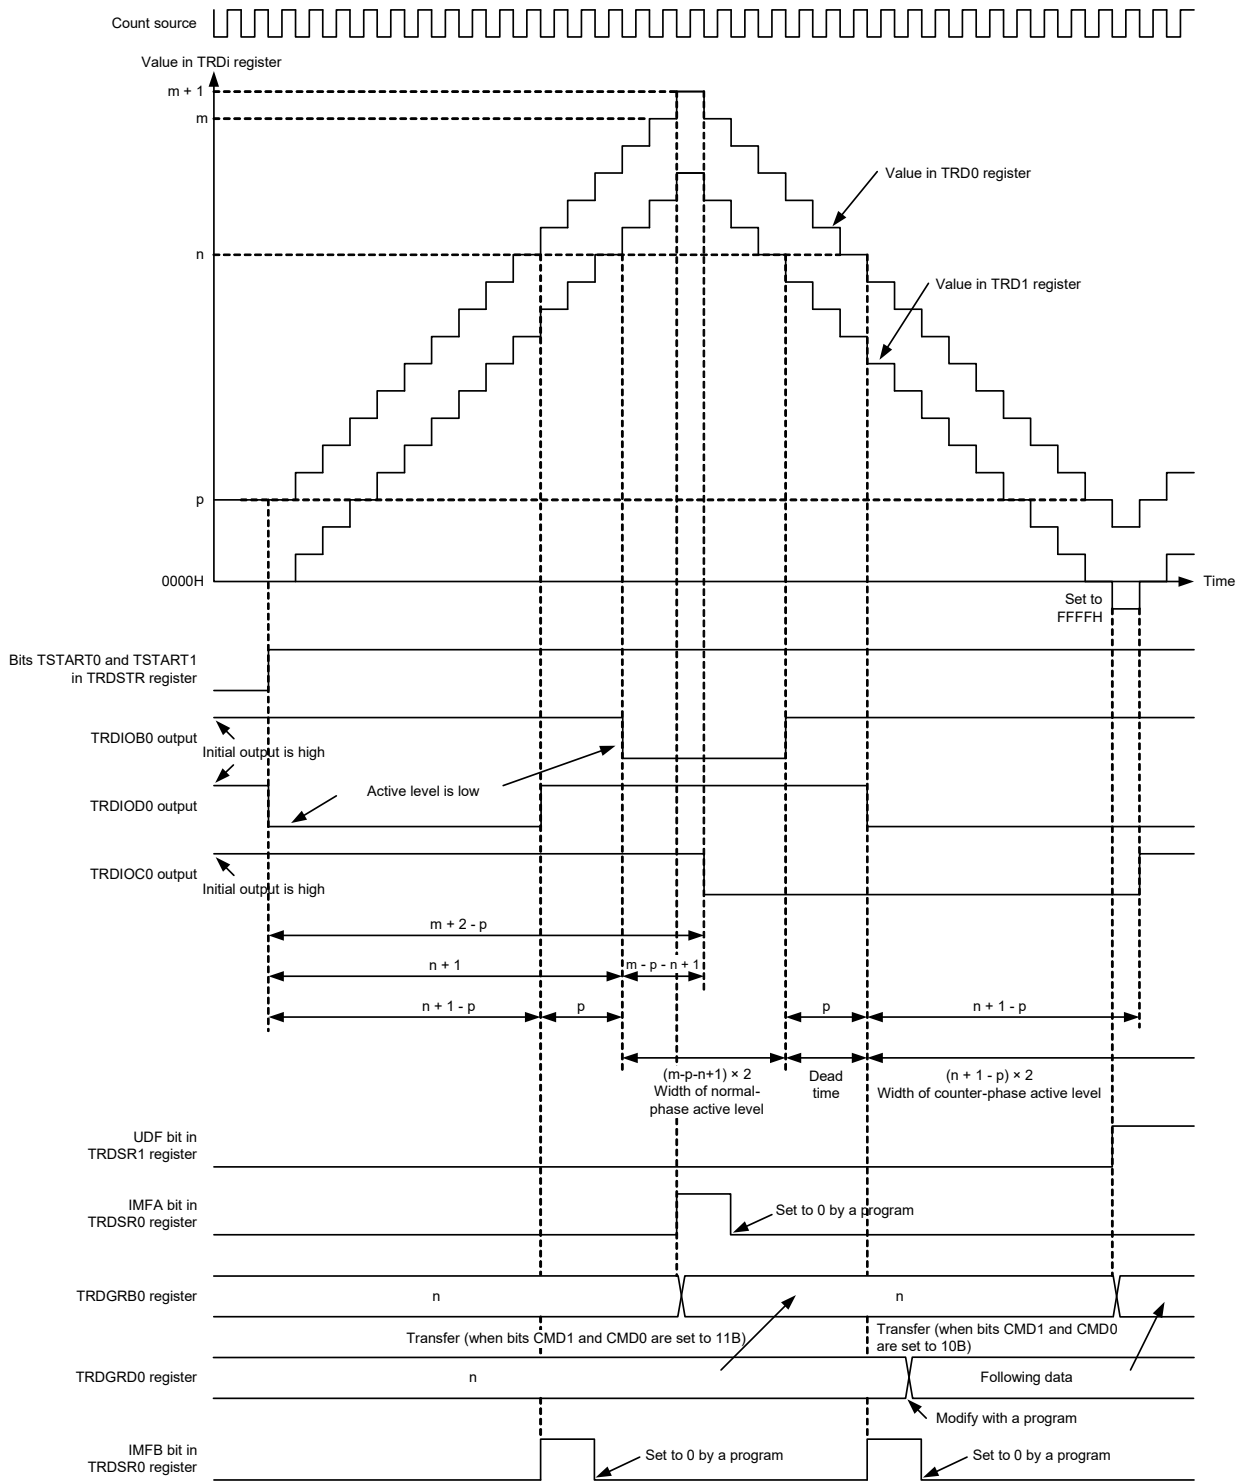 Count source
Value in TRDi register
m + 1
m
Value in TRD0 register
n
Value in TRD1 register
p
0000H
Time
Set to
FFFFH
Bits TSTART0 and TSTART1
in TRDSTR register
TRDIOB0 output
Initial output is high
Active level is low
TRDIOD0 output
TRDIOC0 output
Initial output is high
m + 2 - p
n + 1
m - p - n + 1
n + 1 - p
p
p
n + 1 - p
(m-p-n+1) × 2
Width of normal-
phase active level
Dead
time
(n + 1 - p) × 2
Width of counter-phase active level
UDF bit in
TRDSR1 register
IMFA bit in
TRDSR0 register
Set to 0 by a program
TRDGRB0 register
n
n
Transfer (when bits CMD1 and CMD0 are set to 11B)
Transfer (when bits CMD1 and CMD0
are set to 10B)
TRDGRD0 register
n
Following data
Modify with a program
IMFB bit in
TRDSR0 register
Set to 0 by a program
Set to 0 by a program